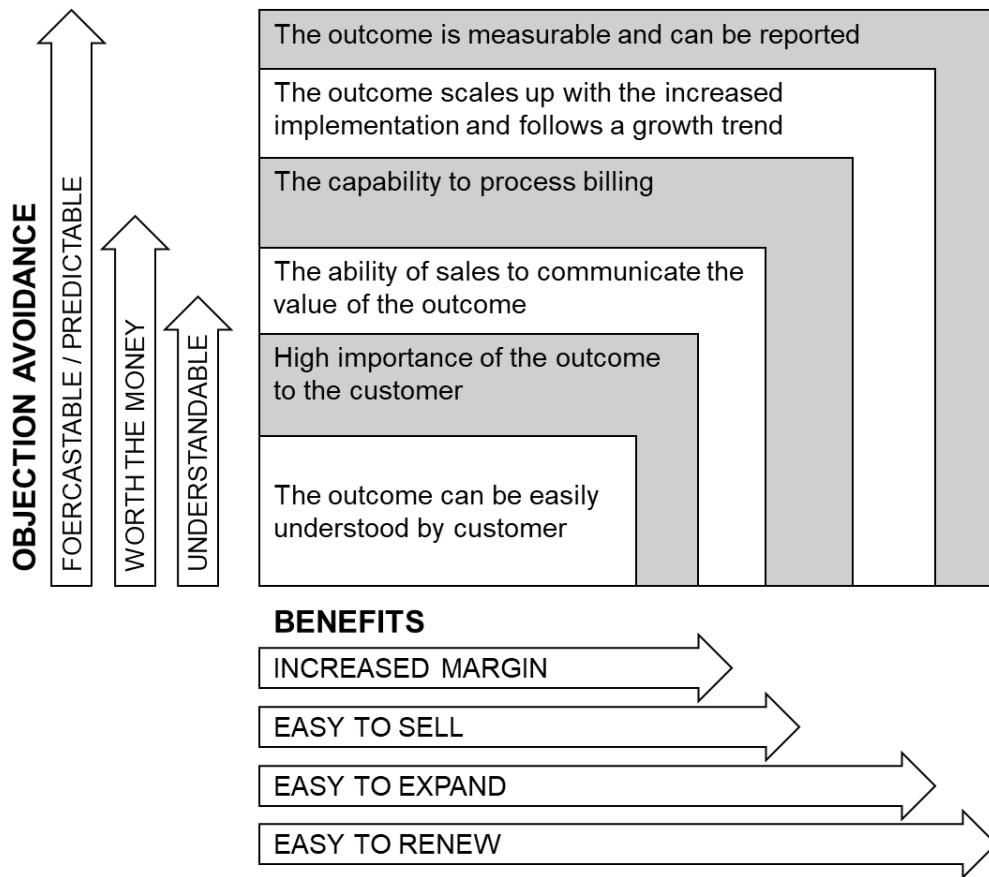 OBJECTION AVOIDANCE
FOERCASTABLE / PREDICTABLE
WORTH THE MONEY
UNDERSTANDABLE
The outcome is measurable and can be reported
The outcome scales up with the increased
implementation and follows a growth trend
The capability to process billing
The ability of sales to communicate the
value of the outcome
High importance of the outcome
to the customer
The outcome can be easily
understood by customer
BENEFITS
INCREASED MARGIN
EASY TO SELL
EASY TO EXPAND
EASY TO RENEW